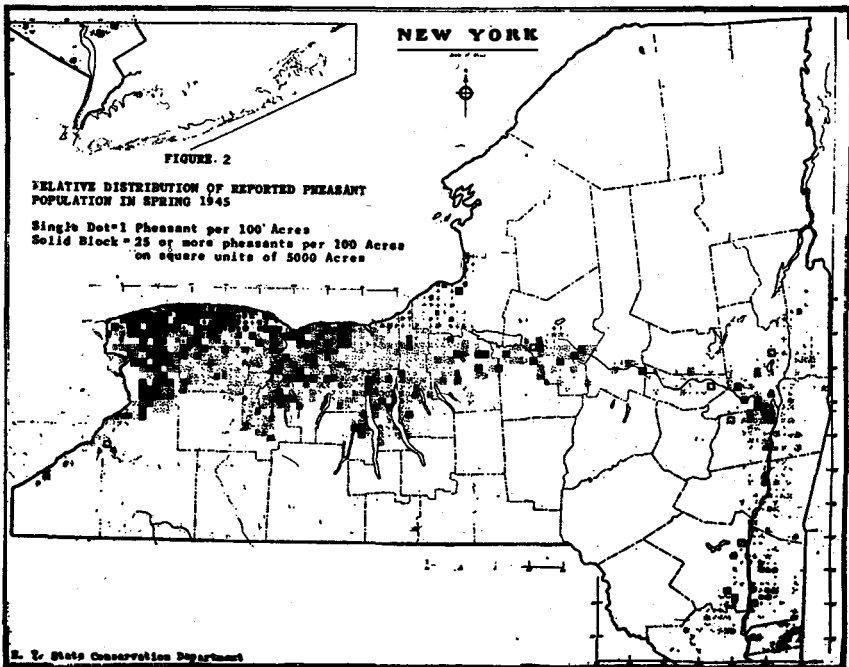 NEW YORK
FIGURE. 2
RELATIVE DISTRIBUTION OF REPORTED PHEASANT
POPULATION IN SPRING 1945
Single Dot=1 Pheasant per 100 Acres
Solid Block = 25 or more pheasants per 100 Acres
on square units of 5000 Acres
N. Y. State Conservation Department